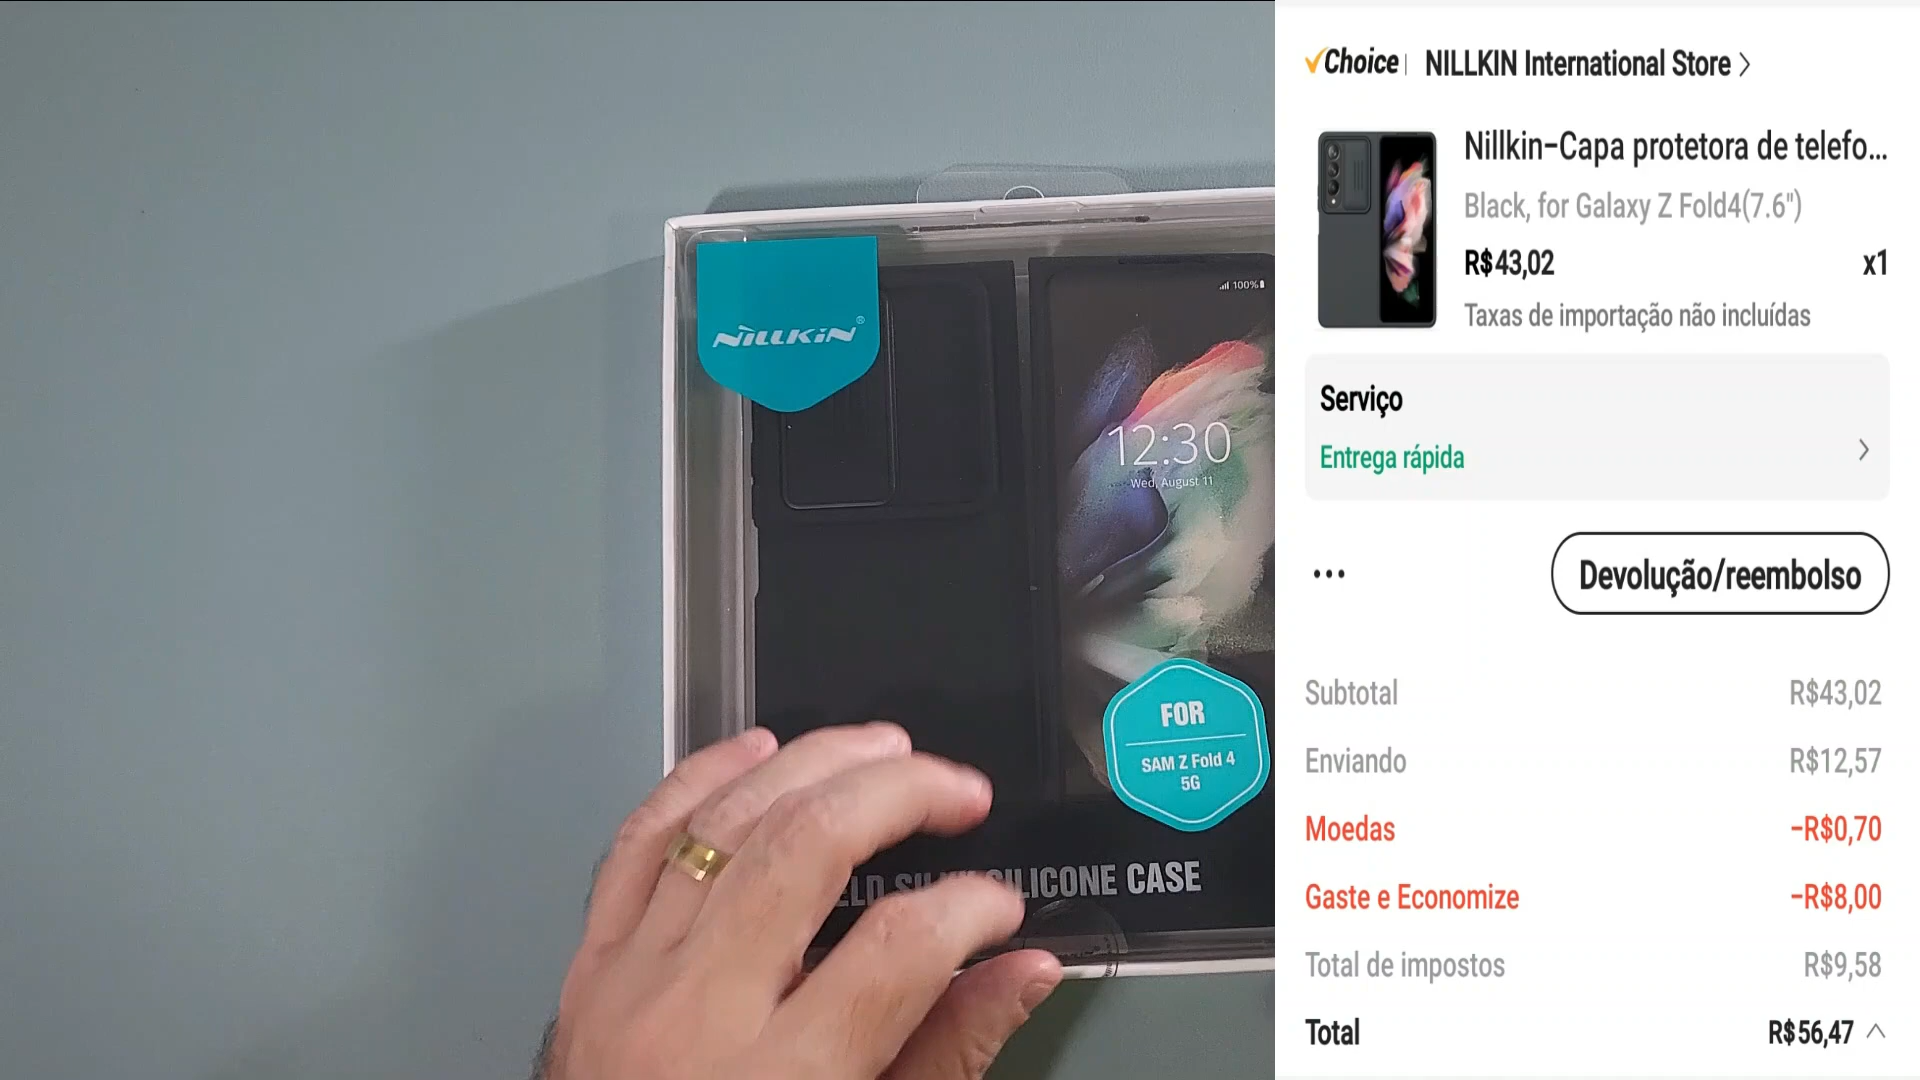 NILLKIN®
100%
12:30
Wed, August 11
FOR
SAM Z Fold 4
5G
SILICONE CASE
Choice | NILLKIN International Store >
Nillkin-Capa protetora de telefo...
Black, for Galaxy Z Fold4(7.6")
R$43,02 x1
Taxas de importação não incluídas
Serviço
Entrega rápida
... Devolução/reembolso
Subtotal R$43,02
Enviando R$12,57
Moedas -R$0,70
Gaste e Economize -R$8,00
Total de impostos R$9,58
Total R$56,47